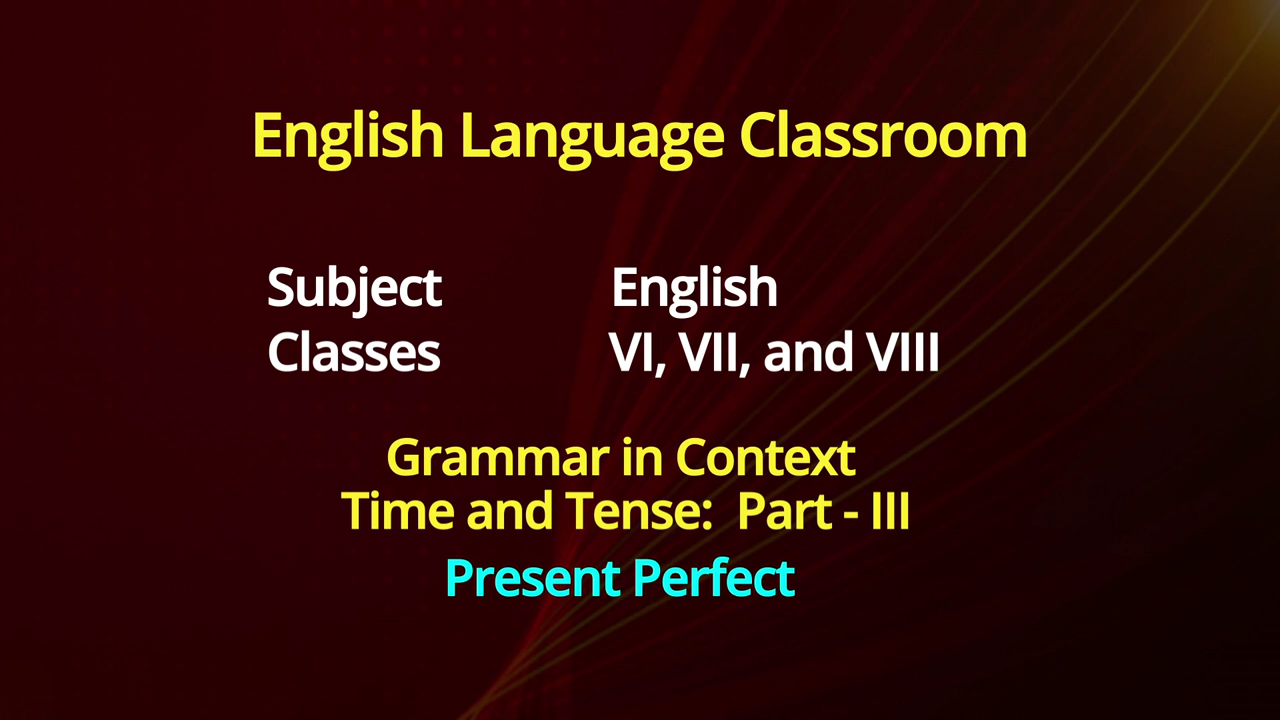 English Language Classroom
Subject English
Classes VI, VII, and VIII
Grammar in Context
Time and Tense: Part - III
Present Perfect